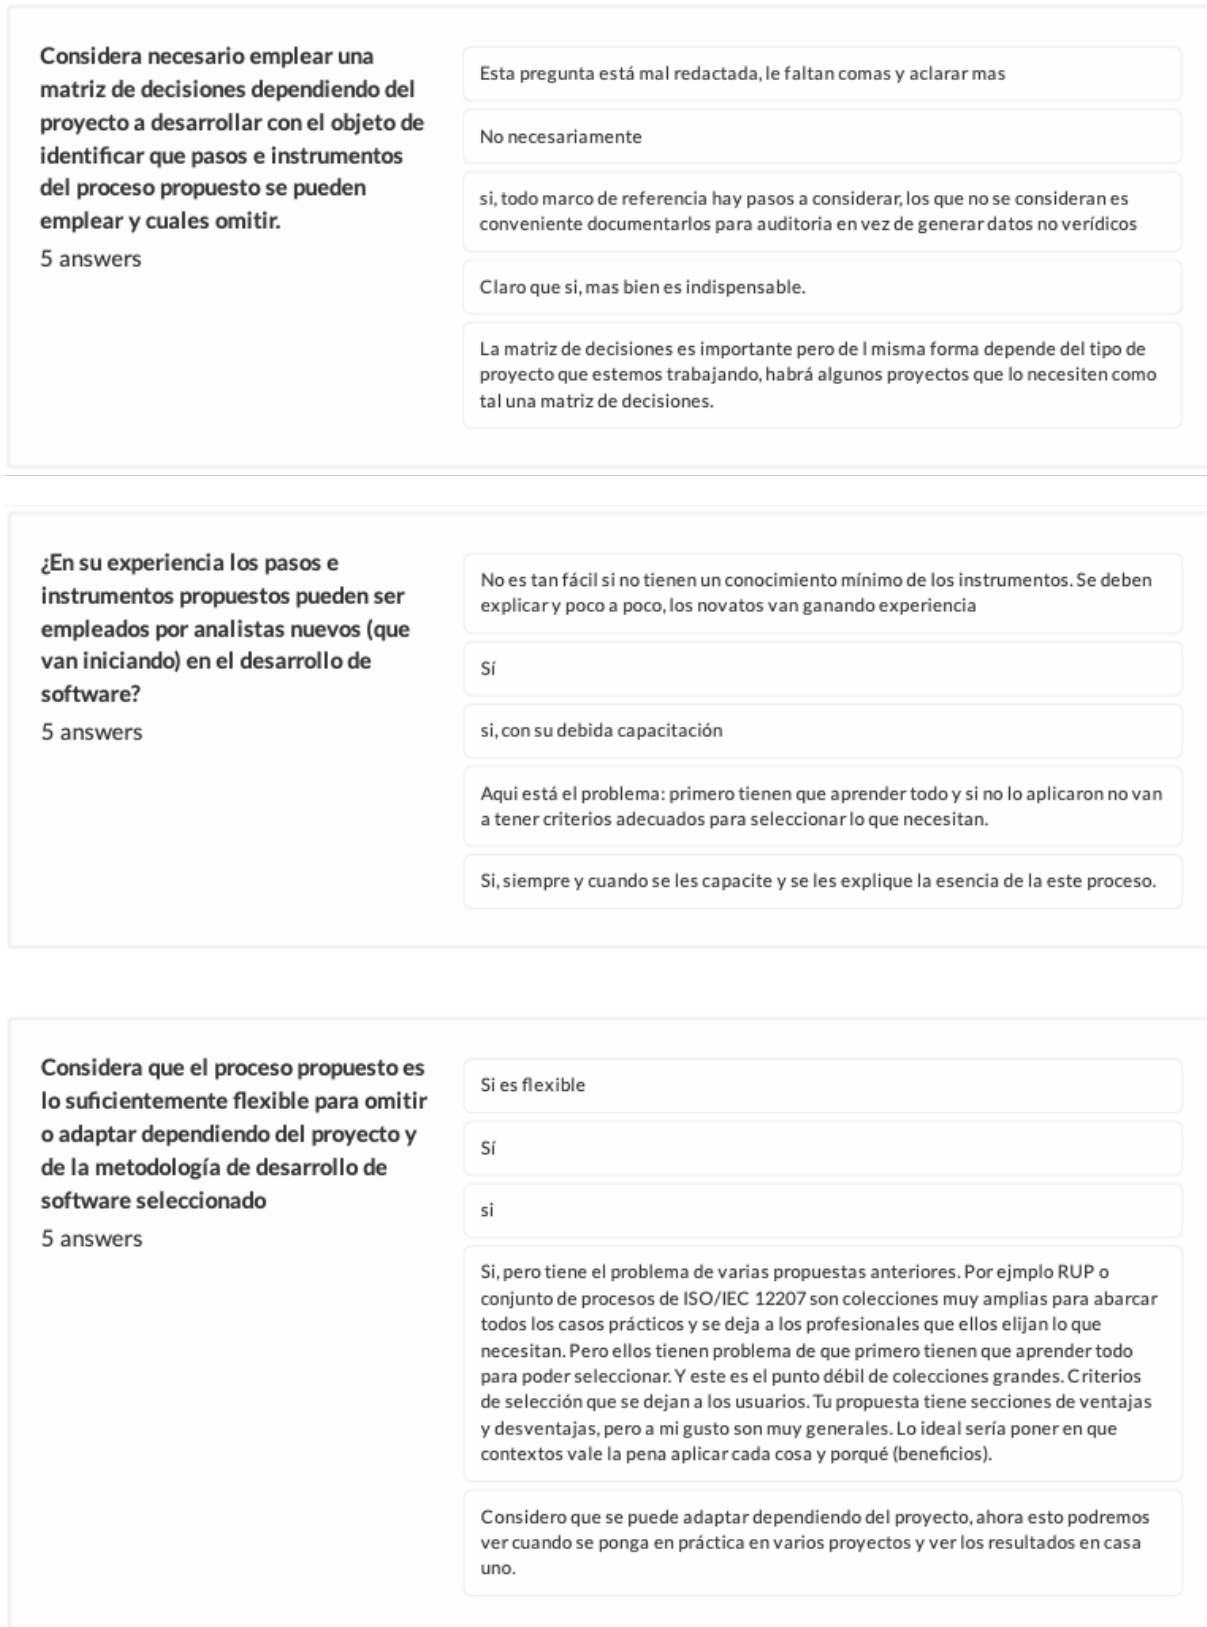 Considera necesario emplear una
matriz de decisiones dependiendo del
proyecto a desarrollar con el objeto de
identificar que pasos e instrumentos
del proceso propuesto se pueden
emplear y cuales omitir.
5 answers
Esta pregunta está mal redactada, le faltan comas y aclarar mas
No necesariamente
si, todo marco de referencia hay pasos a considerar, los que no se consideran es
conveniente documentarlos para auditoria en vez de generar datos no verídicos
Claro que si, mas bien es indispensable.
La matriz de decisiones es importante pero de l misma forma depende del tipo de
proyecto que estemos trabajando, habrá algunos proyectos que lo necesiten como
tal una matriz de decisiones.
¿En su experiencia los pasos e
instrumentos propuestos pueden ser
empleados por analistas nuevos (que
van iniciando) en el desarrollo de
software?
5 answers
No es tan fácil si no tienen un conocimiento mínimo de los instrumentos. Se deben
explicar y poco a poco, los novatos van ganando experiencia
Sí
si, con su debida capacitación
Aqui está el problema: primero tienen que aprender todo y si no lo aplicaron no van
a tener criterios adecuados para seleccionar lo que necesitan.
Si, siempre y cuando se les capacite y se les explique la esencia de la este proceso.
Considera que el proceso propuesto es
lo suficientemente flexible para omitir
o adaptar dependiendo del proyecto y
de la metodología de desarrollo de
software seleccionado
5 answers
Si es flexible
Sí
si
Si, pero tiene el problema de varias propuestas anteriores. Por ejmplo RUP o
conjunto de procesos de ISO/IEC 12207 son colecciones muy amplias para abarcar
todos los casos prácticos y se deja a los profesionales que ellos elijan lo que
necesitan. Pero ellos tienen problema de que primero tienen que aprender todo
para poder seleccionar. Y este es el punto débil de colecciones grandes. Criterios
de selección que se dejan a los usuarios. Tu propuesta tiene secciones de ventajas
y desventajas, pero a mi gusto son muy generales. Lo ideal sería poner en que
contextos vale la pena aplicar cada cosa y porqué (beneficios).
Considero que se puede adaptar dependiendo del proyecto, ahora esto podremos
ver cuando se ponga en práctica en varios proyectos y ver los resultados en casa
uno.